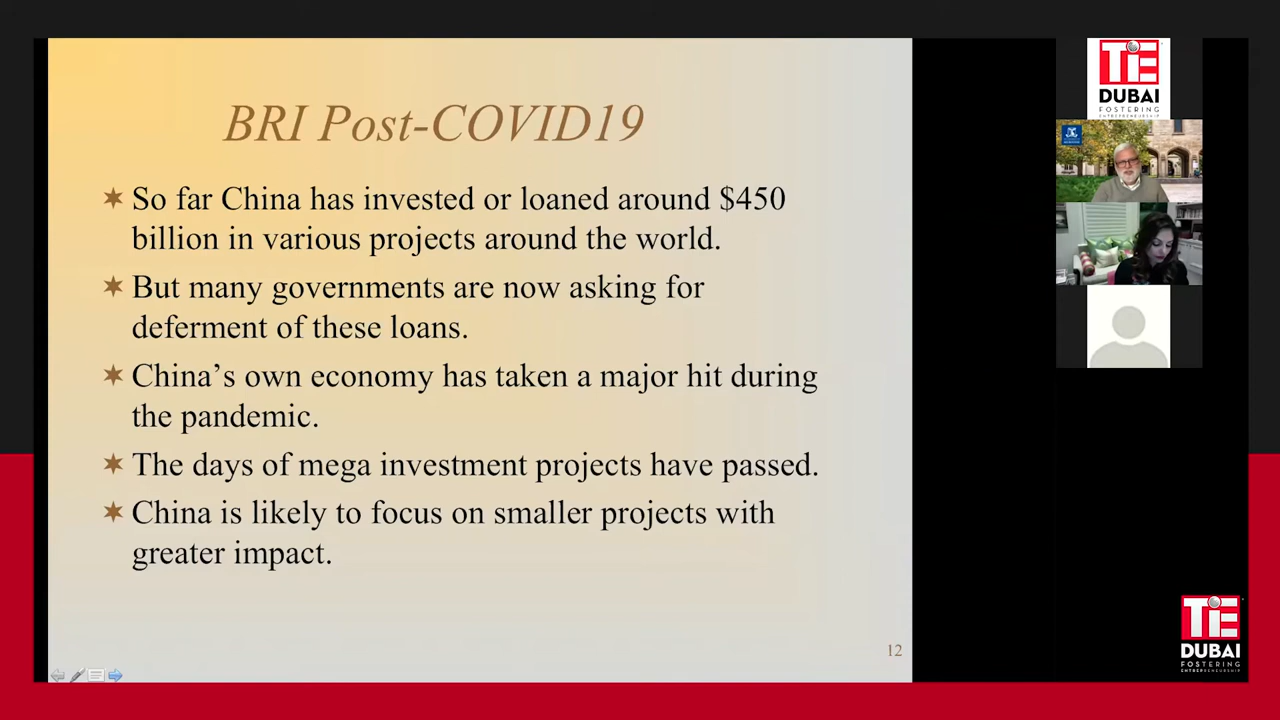 BRI Post-COVID19
So far China has invested or loaned around $450
billion in various projects around the world.
But many governments are now asking for
deferment of these loans.
China’s own economy has taken a major hit during
the pandemic.
The days of mega investment projects have passed.
China is likely to focus on smaller projects with
greater impact.
12
TiE
DUBAI
FOSTERING
ENTREPRENEURSHIP
TiE
DUBAI
FOSTERING
ENTREPRENEURSHIP